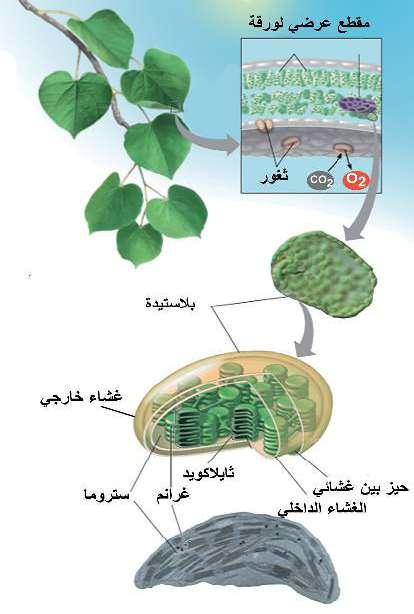 مقطع عرضي لورقة
ثغور
CO2
O2
بلاستيدة
غشاء خارجي
ثايلاكويد
حيز بين غشائي
غرانم
ستروما
الغشاء الداخلي